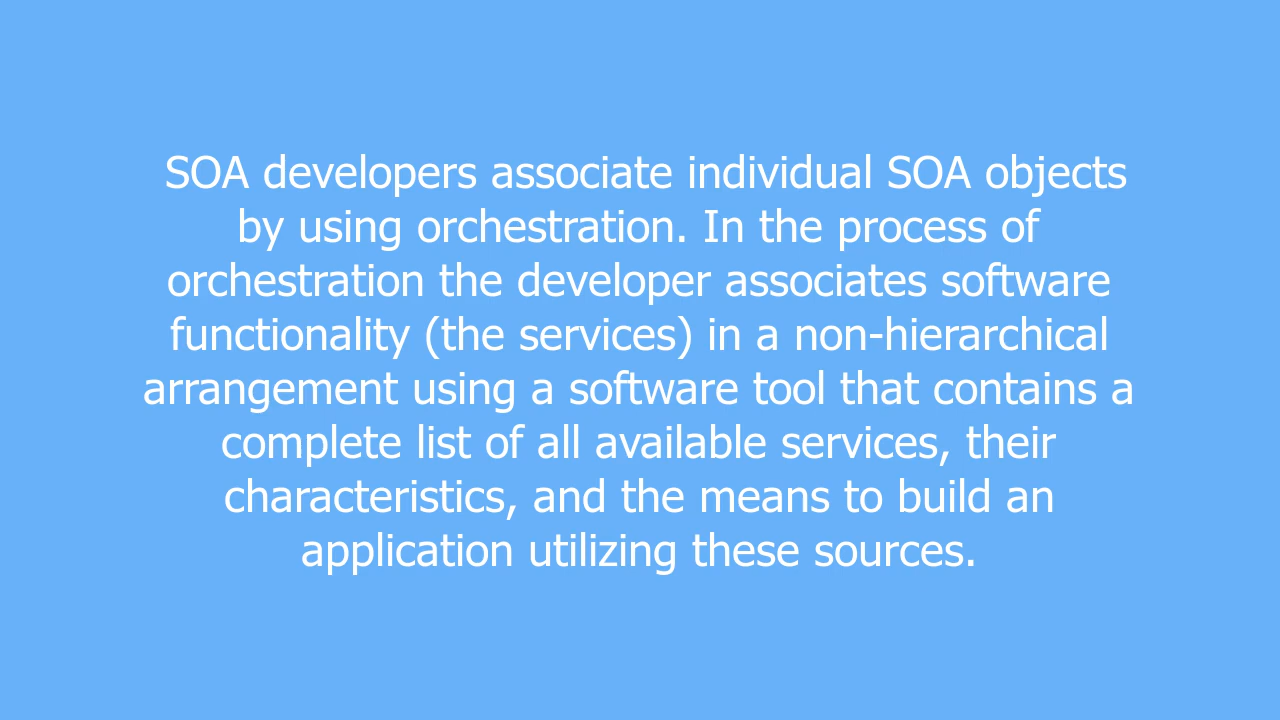 SOA developers associate individual SOA objects
by using orchestration. In the process of
orchestration the developer associates software
functionality (the services) in a non-hierarchical
arrangement using a software tool that contains a
complete list of all available services, their
characteristics, and the means to build an
application utilizing these sources.